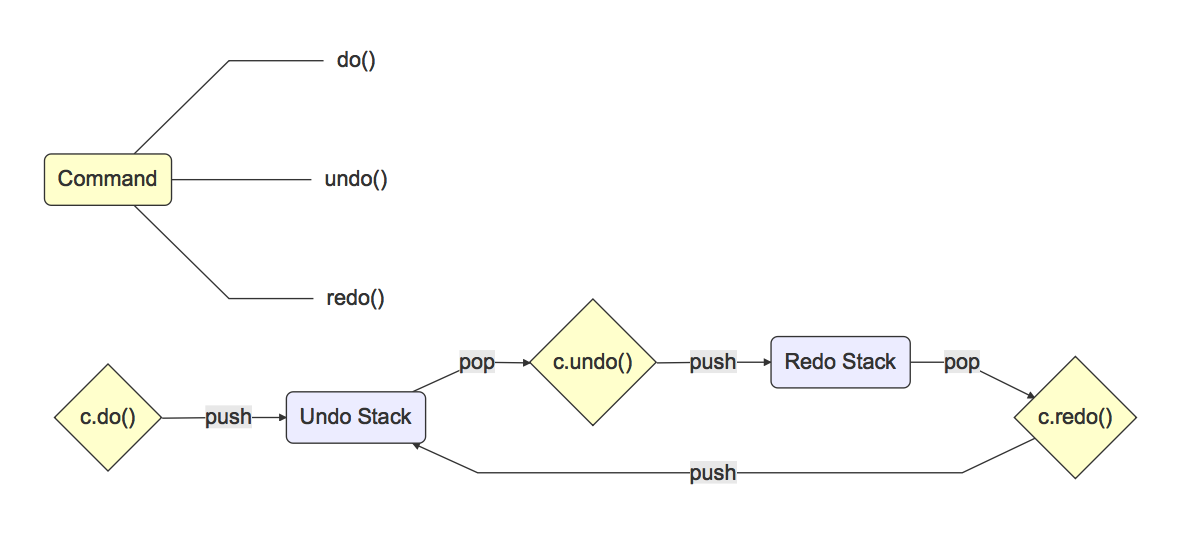 do()
Command
undo()
redo()
pop
c.undo()
push
Redo Stack
pop
c.do()
push
Undo Stack
c.redo()
push